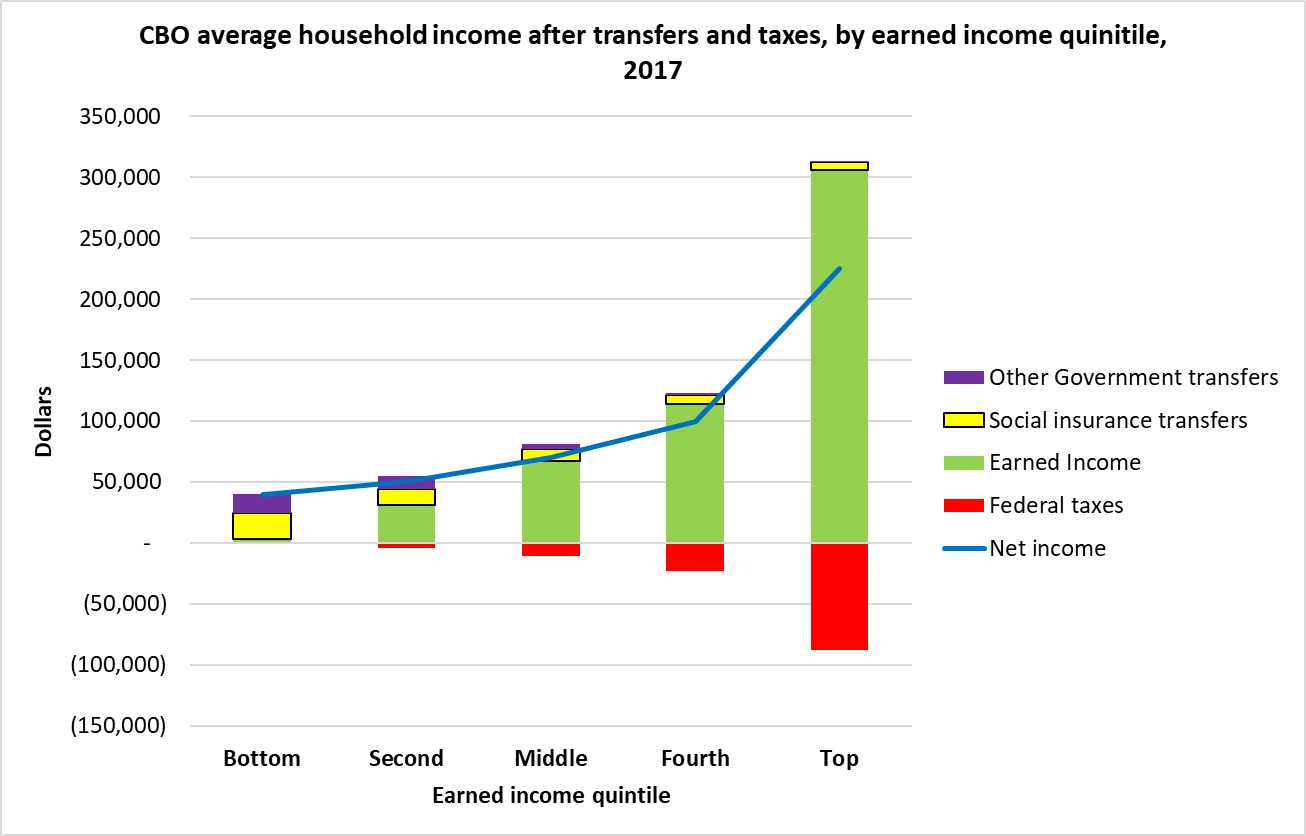 CBO average household income after transfers and taxes, by earned income quinitile,
2017
350,000
300,000
250,000
200,000
150,000
100,000
50,000
-
(50,000)
(100,000)
(150,000)
Dollars
Bottom
Second
Middle
Fourth
Top
Earned income quintile
Other Government transfers
Social insurance transfers
Earned Income
Federal taxes
Net income